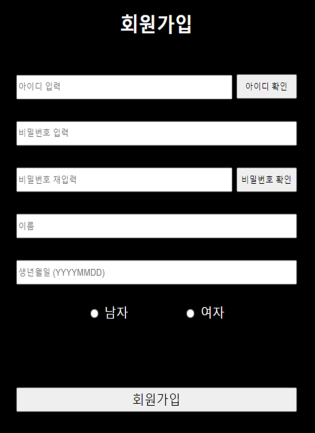 회원가입
아이디 입력 아이디 확인
비밀번호 입력
비밀번호 재입력 비밀번호 확인
이름
생년월일 (YYYYMMDD)
남자 여자
회원가입